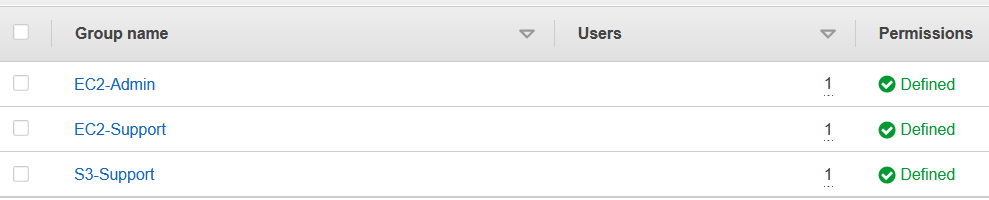 Group name Users Permissions
EC2-Admin 1 Defined
EC2-Support 1 Defined
S3-Support 1 Defined